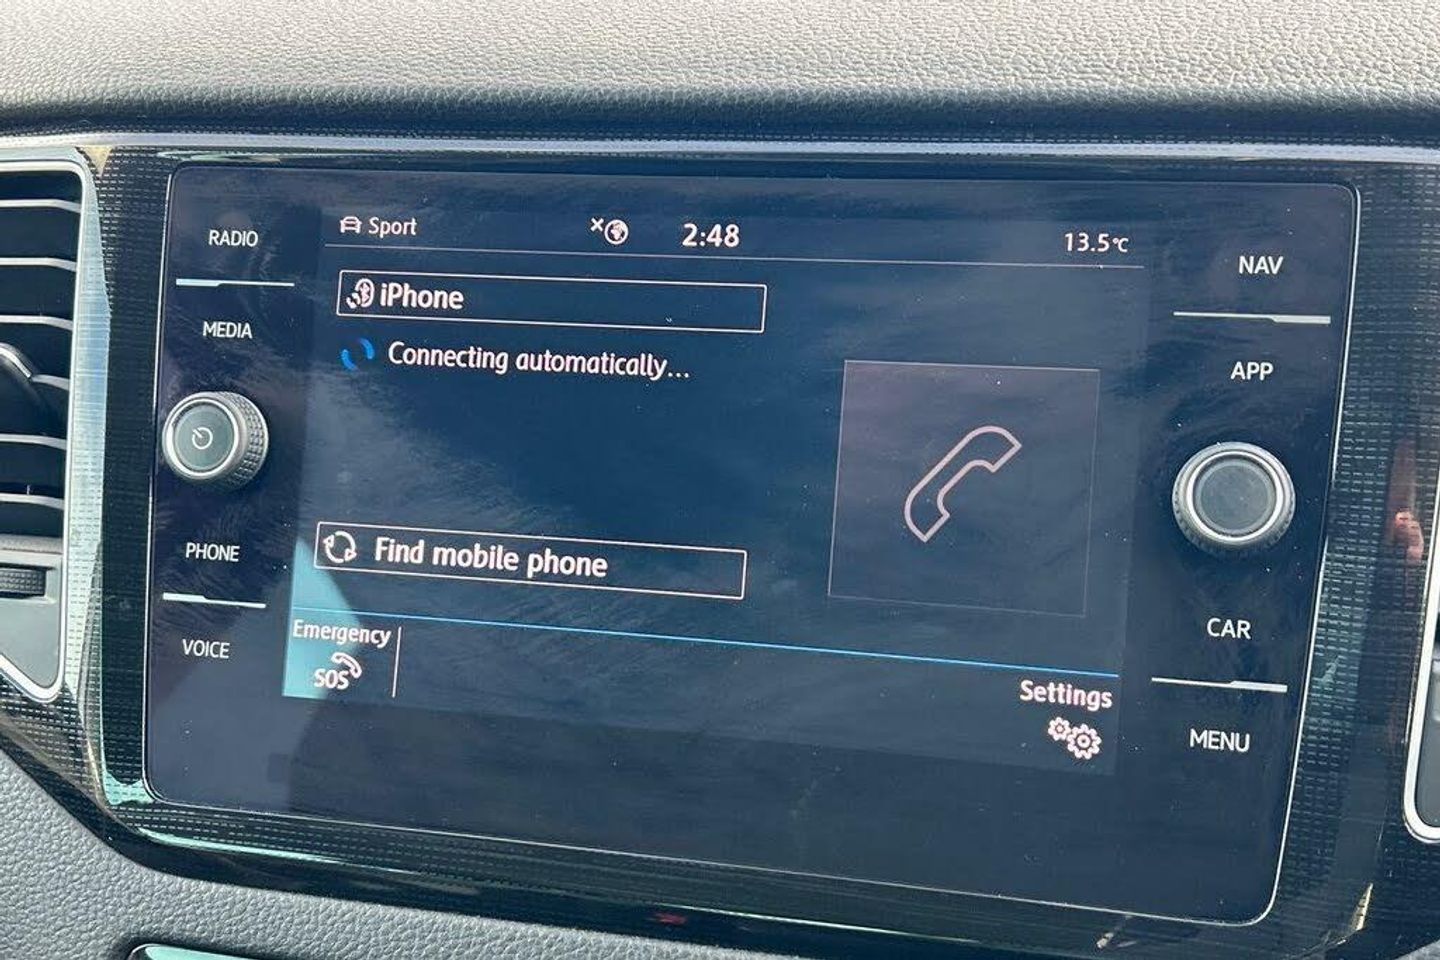 RADIO
Sport
2:48
13.5°C
NAV
iPhone
MEDIA
Connecting automatically...
APP
PHONE
Find mobile phone
CAR
VOICE
Emergency
SOS
Settings
MENU